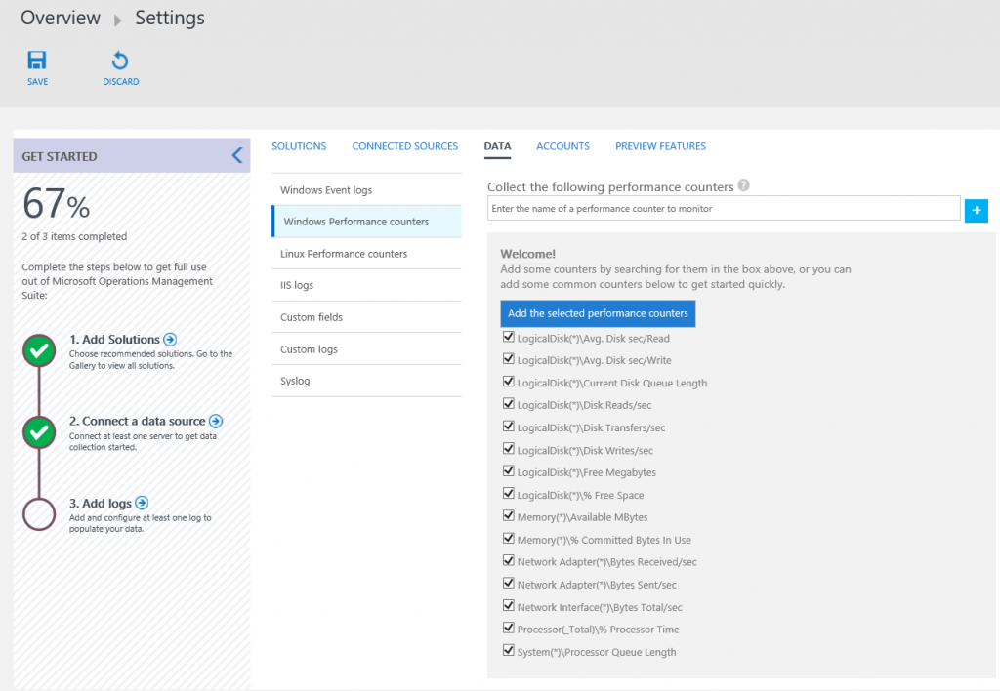 Overview Settings
SAVE DISCARD
GET STARTED
67%
2 of 3 items completed
Complete the steps below to get full use
out of Microsoft Operations Management
Suite:
1. Add Solutions
Choose recommended solutions. Go to the
Gallery to view all solutions.
2. Connect a data source
Connect at least one server to get data
collection started.
3. Add logs
Add and configure at least one log to
populate your data.
SOLUTIONS CONNECTED SOURCES DATA ACCOUNTS PREVIEW FEATURES
Windows Event logs
Windows Performance counters
Linux Performance counters
IIS logs
Custom fields
Custom logs
Syslog
Collect the following performance counters ?
Enter the name of a performance counter to monitor
+
Welcome!
Add some counters by searching for them in the box above, or you can
add some common counters below to get started quickly.
Add the selected performance counters
LogicalDisk(*)\Avg. Disk sec/Read
LogicalDisk(*)\Avg. Disk sec/Write
LogicalDisk(*)\Current Disk Queue Length
LogicalDisk(*)\Disk Reads/sec
LogicalDisk(*)\Disk Transfers/sec
LogicalDisk(*)\Disk Writes/sec
LogicalDisk(*)\Free Megabytes
LogicalDisk(*)\% Free Space
Memory(*)\Available MBytes
Memory(*)\% Committed Bytes In Use
Network Adapter(*)\Bytes Received/sec
Network Adapter(*)\Bytes Sent/sec
Network Interface(*)\Bytes Total/sec
Processor(_Total)\% Processor Time
System(*)\Processor Queue Length